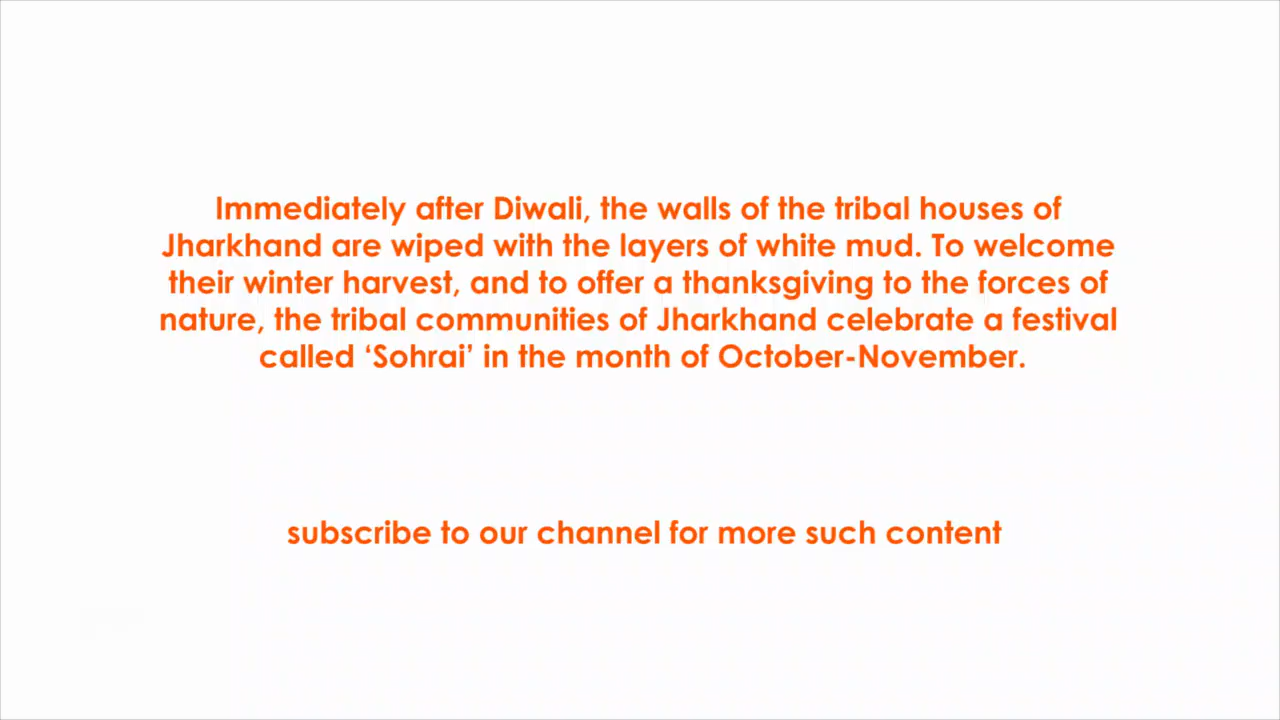 Immediately after Diwali, the walls of the tribal houses of
Jharkhand are wiped with the layers of white mud. To welcome
their winter harvest, and to offer a thanksgiving to the forces of
nature, the tribal communities of Jharkhand celebrate a festival
called ‘Sohrai’ in the month of October-November.
subscribe to our channel for more such content